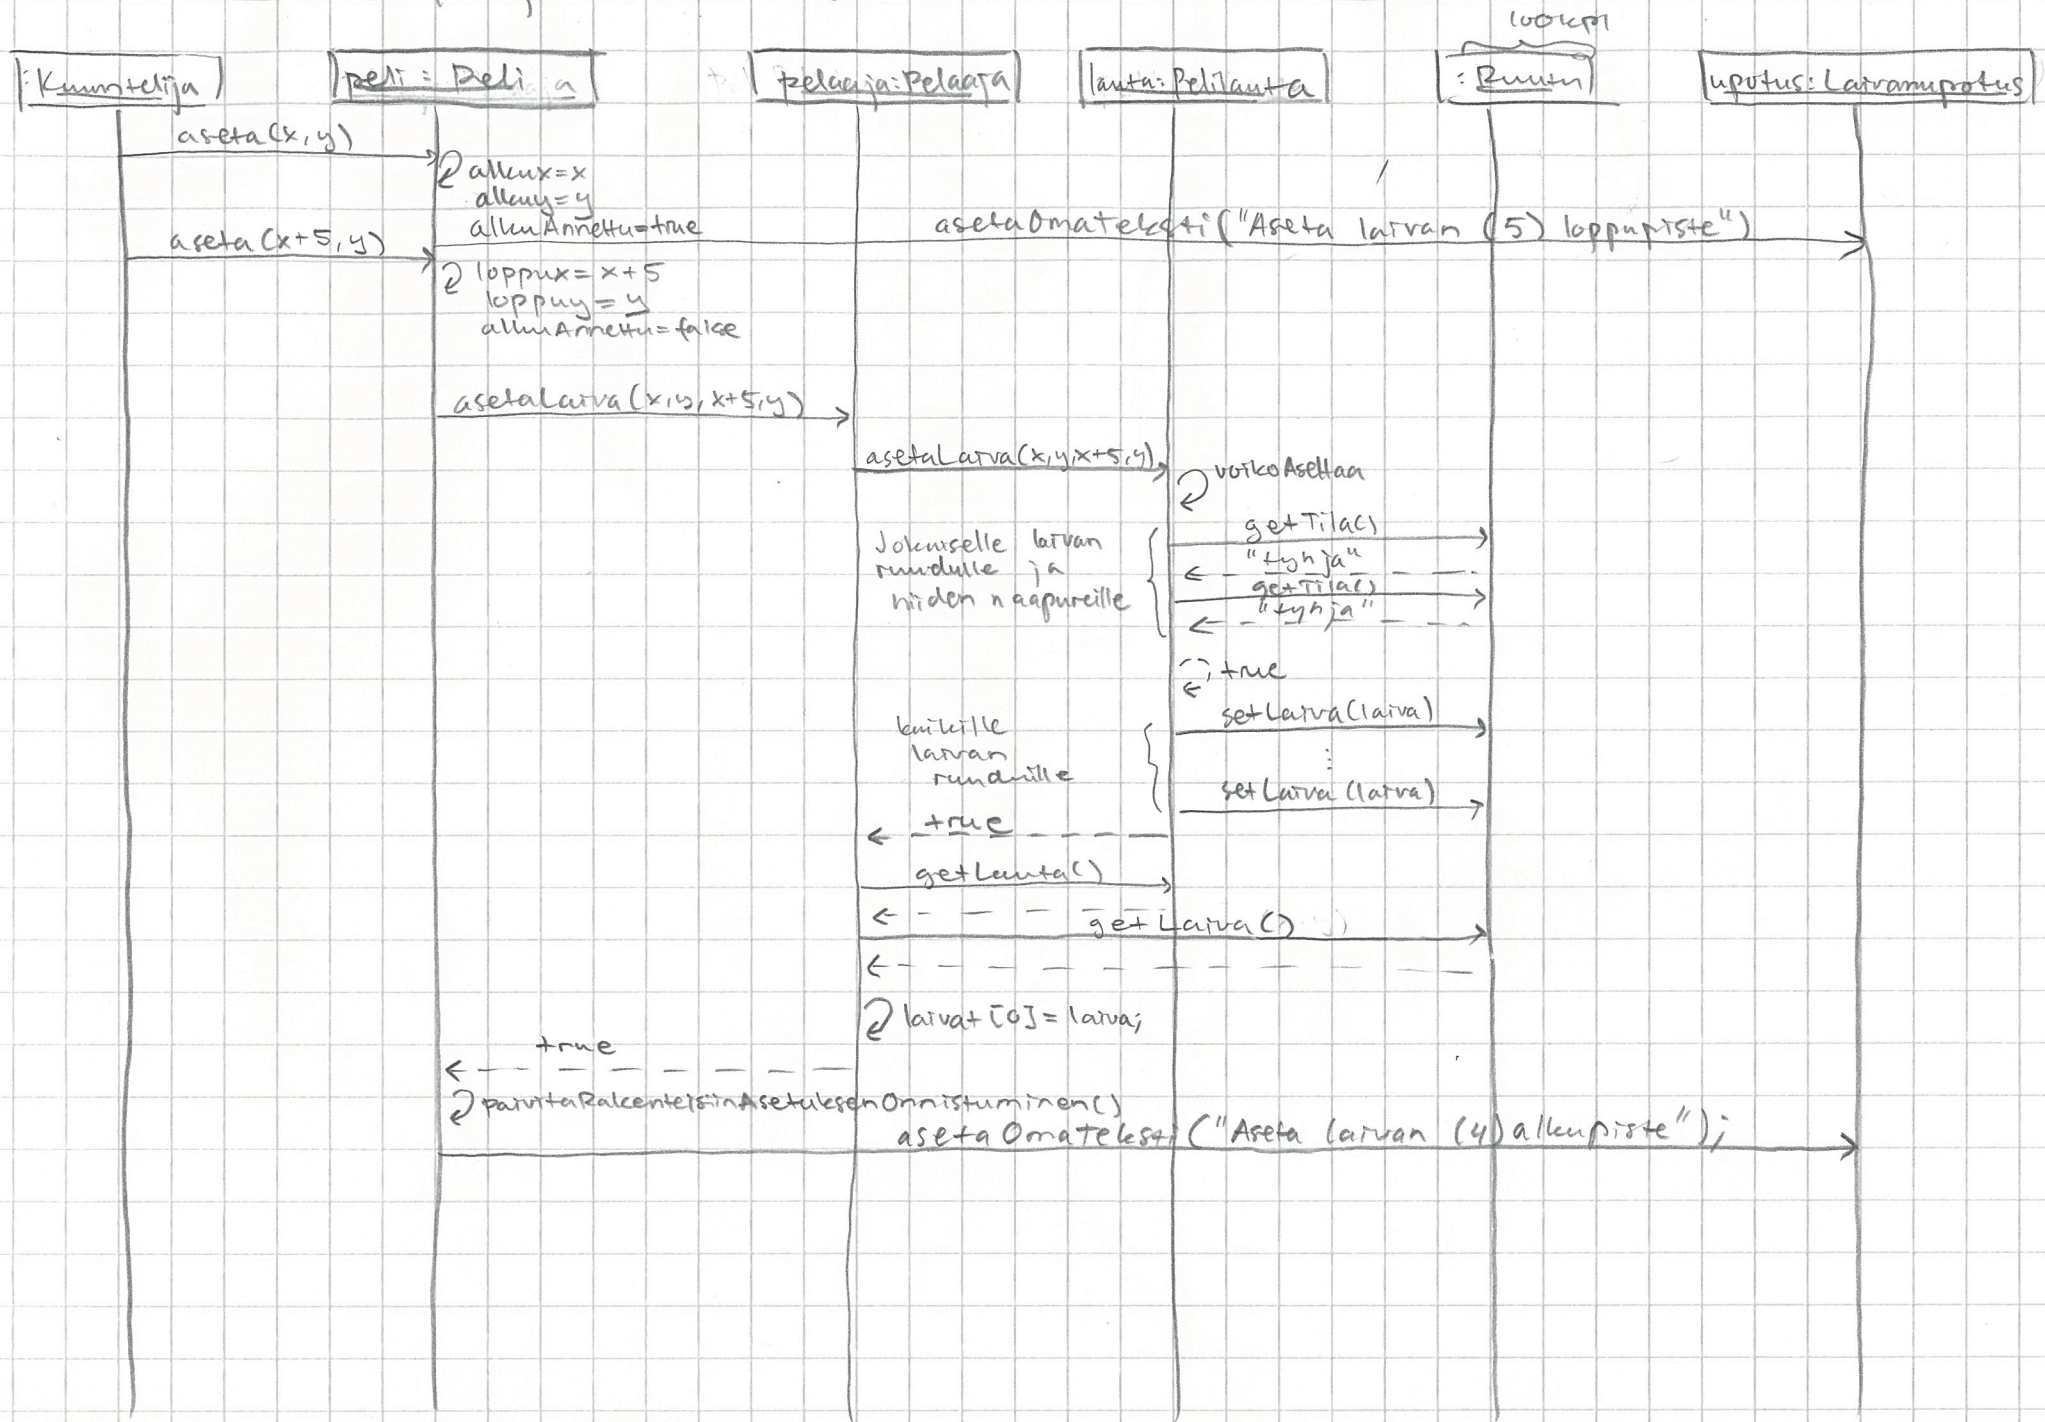 100kpl
:Kuuntelija
peli : Peli
pelaaja:Pelaaja
lauta:Pelilauta
:Ruutu
upotus:Laivanupotus
aseta(x,y)
alkux=x
alkuy=y
alkuAnnettu=true
asetaOmaTeksti("Aseta laivan (5) loppupiste")
aseta(x+5,y)
loppux=x+5
loppuy=y
alkuAnnettu=false
asetaLaiva(x,y,x+5,y)
asetaLaiva(x,y,x+5,y)
voikoAsettaa
Jokaiselle laivan
ruudulle ja
niiden naapureille
getTila()
"tyhja"
getTila()
"tyhja"
true
kaikille
laivan
ruuduille
setLaiva(laiva)
setLaiva(laiva)
true
getLauta()
getLaiva()
laivat[0]=laiva;
true
paivitaRakenteisiinAsetuksenOnnistuminen()
asetaOmaTeksti("Aseta laivan (4) alkupiste");